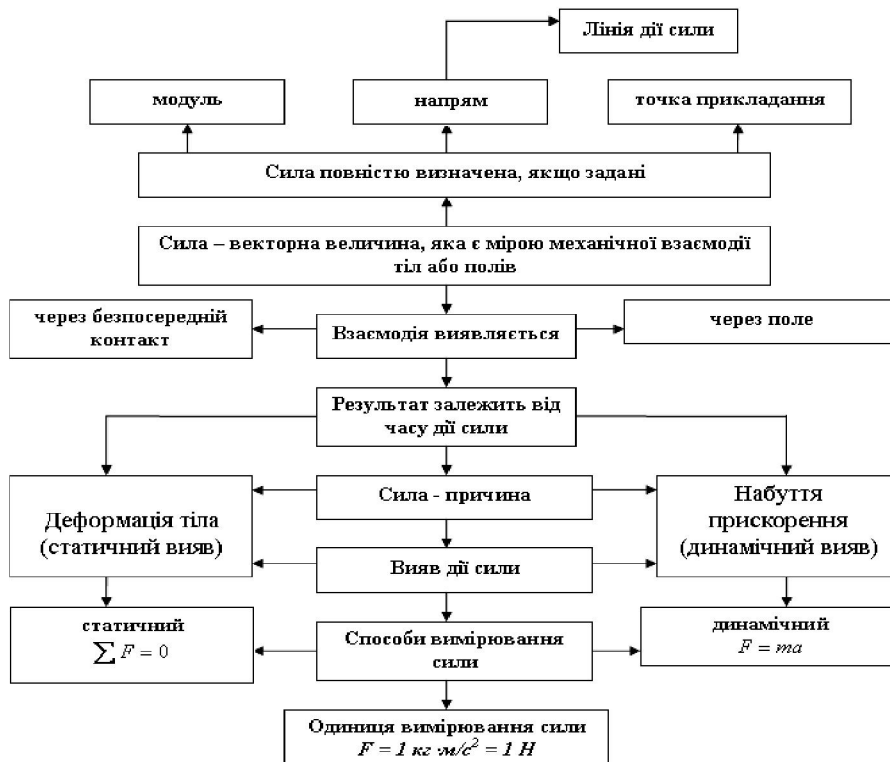 Лінія дії сили
модуль
напрям
точка прикладання
Сила повністю визначена, якщо задані
Сила – векторна величина, яка є мірою механічної взаємодії
тіл або полів
через безпосередній
контакт
Взаємодія виявляється
через поле
Результат залежить від
часу дії сили
Деформація тіла
(статичний вияв)
Сила - причина
Набуття
прискорення
(динамічний вияв)
Вияв дії сили
статичний
∑ F = 0
Способи вимірювання
сили
динамічний
F = ma
Одиниця вимірювання сили
F = 1 кг ·м/с² = 1 Н